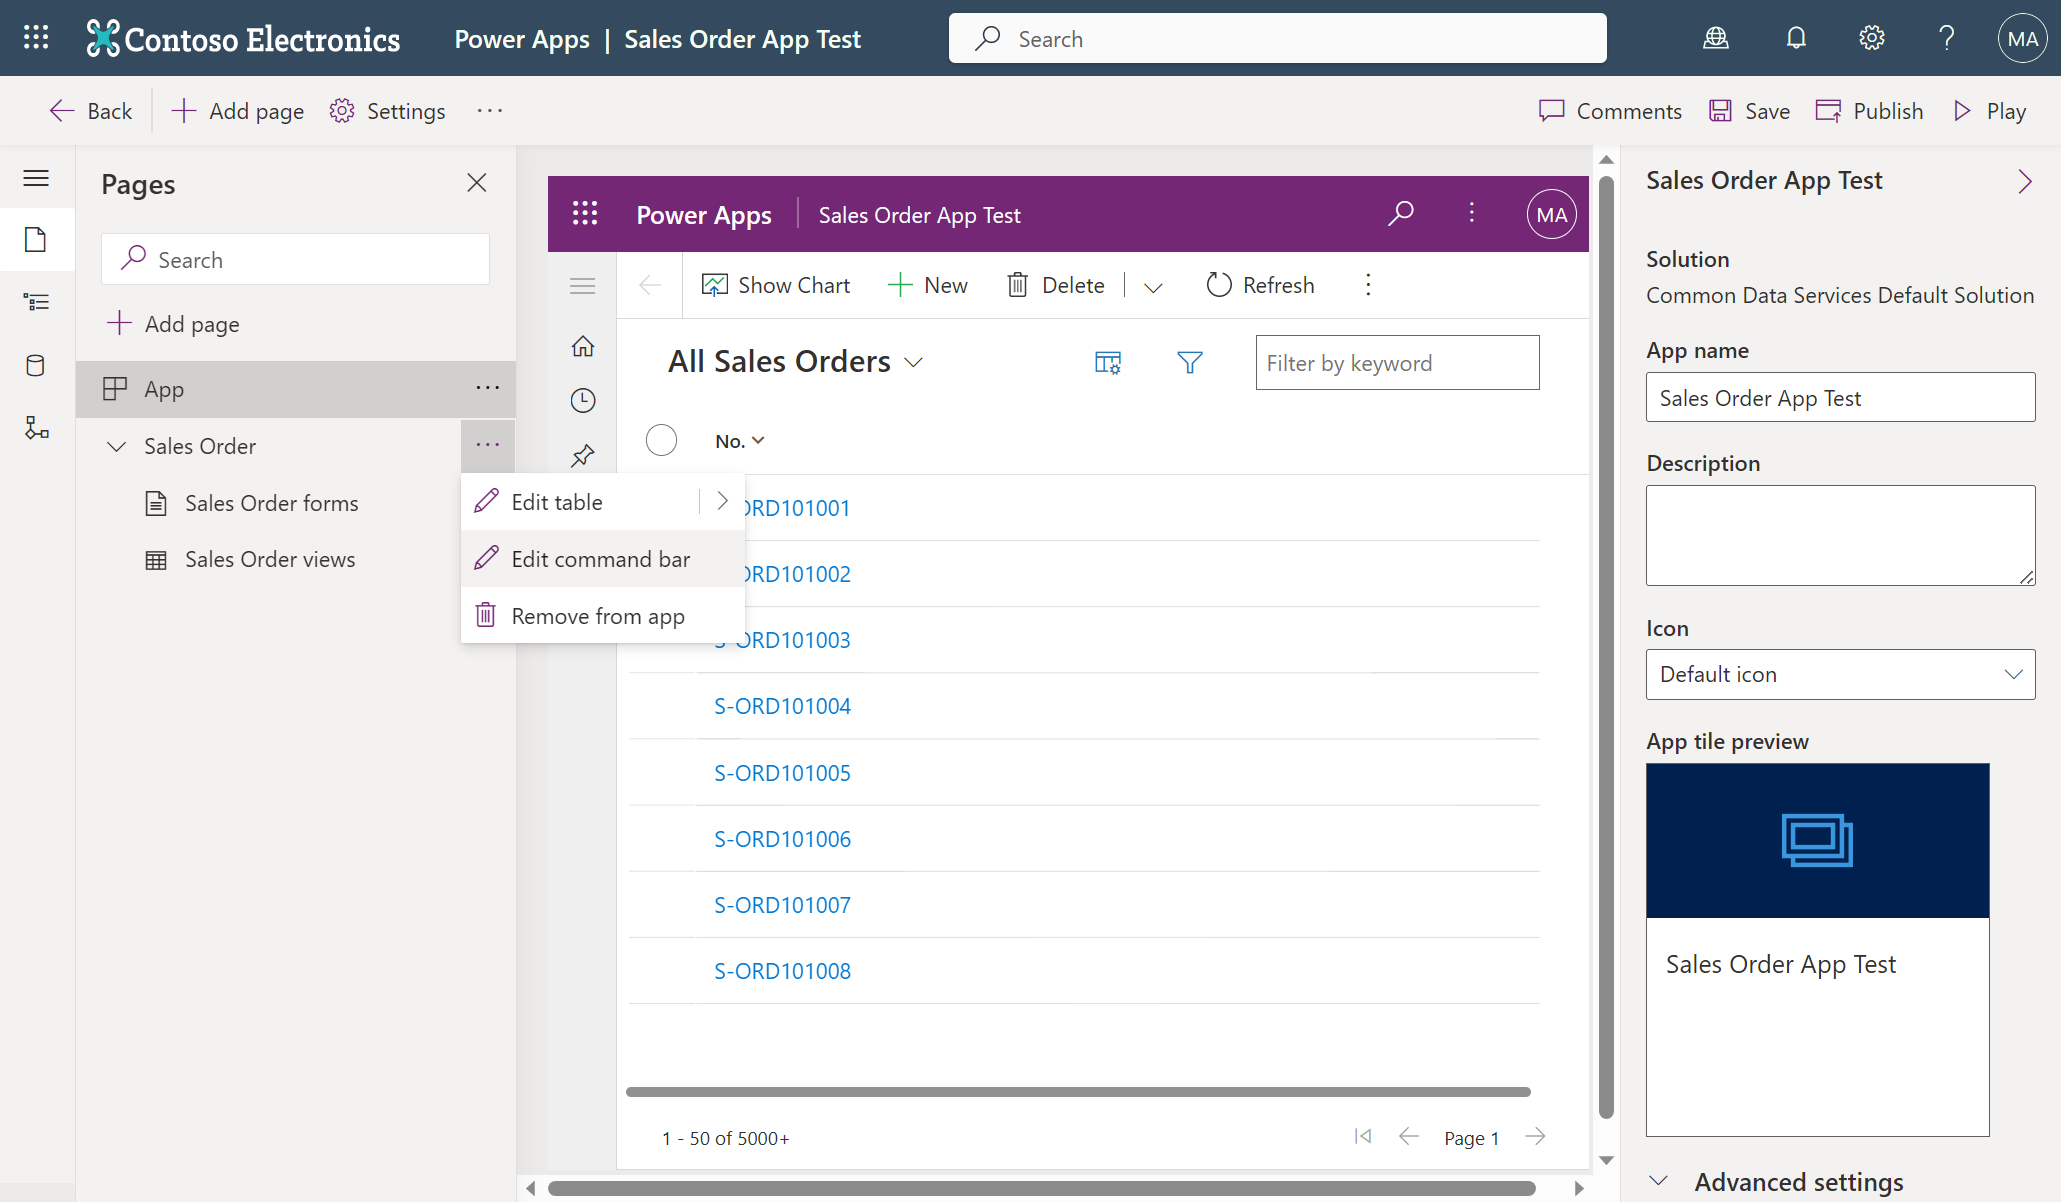 Contoso Electronics
Power Apps | Sales Order App Test
Search
MA
Back
Add page
Settings
Comments
Save
Publish
Play
Pages
Search
Add page
App
Sales Order
Sales Order forms
Sales Order views
Edit table
Edit command bar
Remove from app
Power Apps
Sales Order App Test
MA
Show Chart
New
Delete
Refresh
All Sales Orders
Filter by keyword
No.
ORD101001
ORD101002
S-ORD101003
S-ORD101004
S-ORD101005
S-ORD101006
S-ORD101007
S-ORD101008
1 - 50 of 5000+
Page 1
Sales Order App Test
Solution
Common Data Services Default Solution
App name
Sales Order App Test
Description
Icon
Default icon
App tile preview
Sales Order App Test
Advanced settings